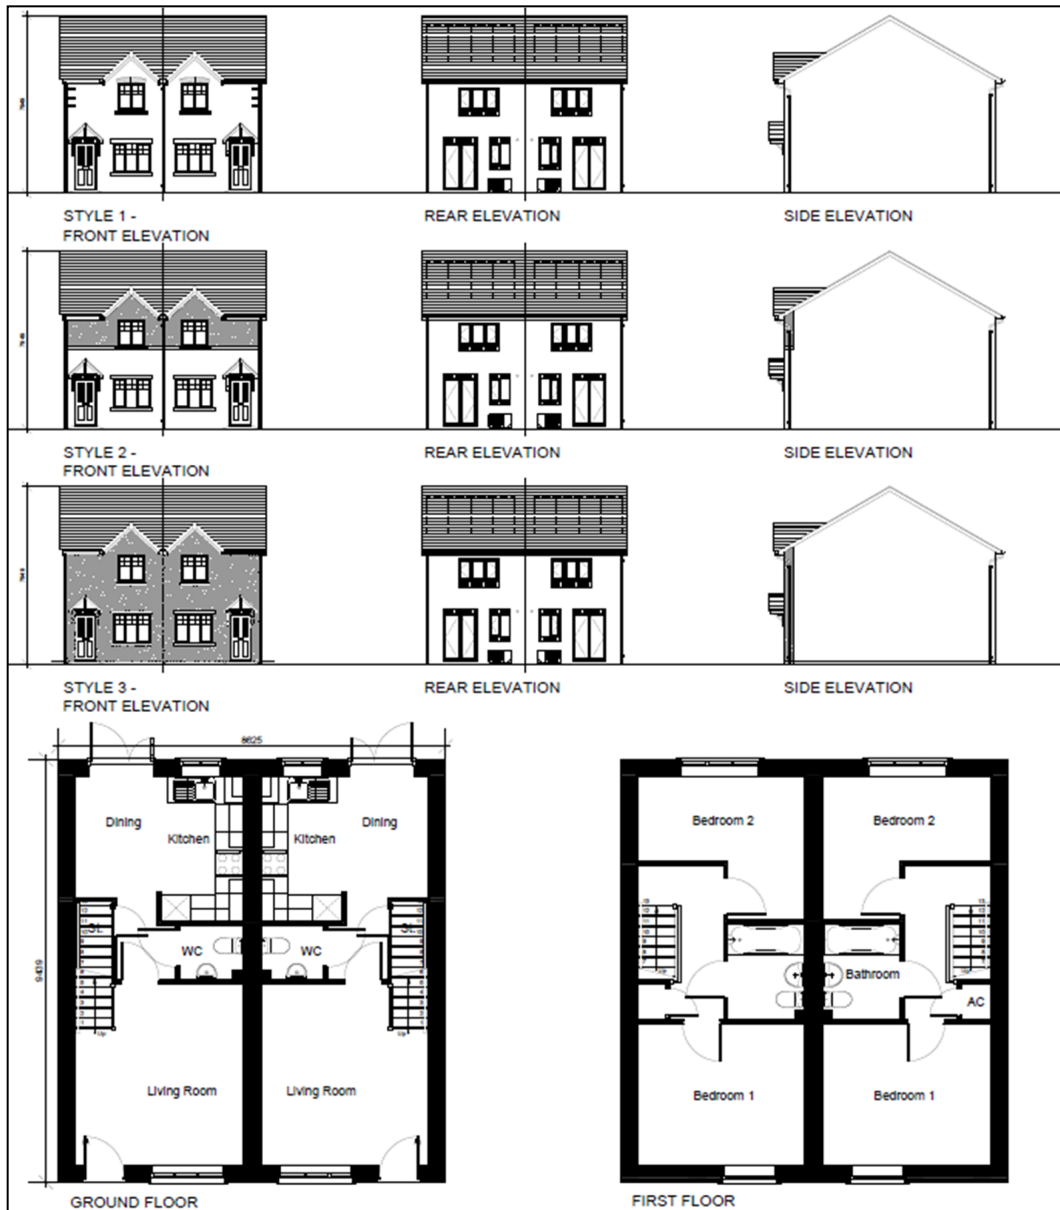 STYLE 1 -
FRONT ELEVATION
REAR ELEVATION
SIDE ELEVATION
STYLE 2 -
FRONT ELEVATION
REAR ELEVATION
SIDE ELEVATION
STYLE 3 -
FRONT ELEVATION
REAR ELEVATION
SIDE ELEVATION
8625
9439
Dining
Kitchen
Kitchen
Dining
WC
WC
Up
Up
Living Room
Living Room
GROUND FLOOR
Bedroom 2
Bedroom 2
Bathroom
AC
Bedroom 1
Bedroom 1
FIRST FLOOR